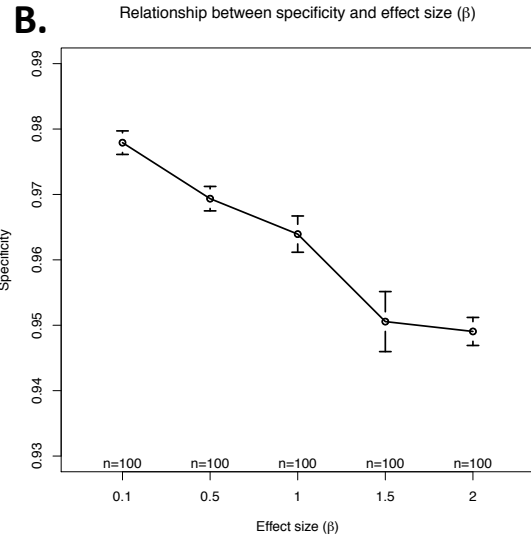 B.
Relationship between specificity and effect size (β)
0.99
0.98
0.97
0.96
0.95
0.94
0.93
Specificity
n=100 n=100 n=100 n=100 n=100
0.1 0.5 1 1.5 2
Effect size (β)